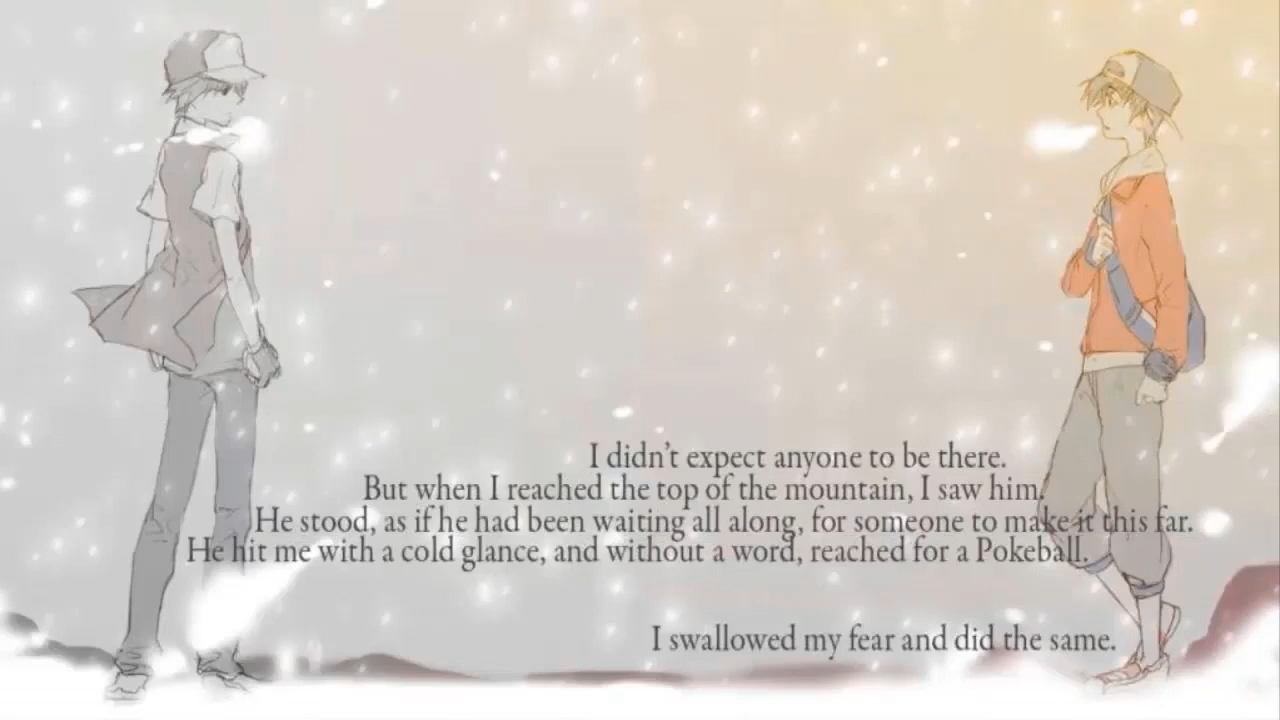 I didn't expect anyone to be there.
But when I reached the top of the mountain, I saw him.
He stood, as if he had been waiting all along, for someone to make it this far.
He hit me with a cold glance, and without a word, reached for a Pokeball.
I swallowed my fear and did the same.